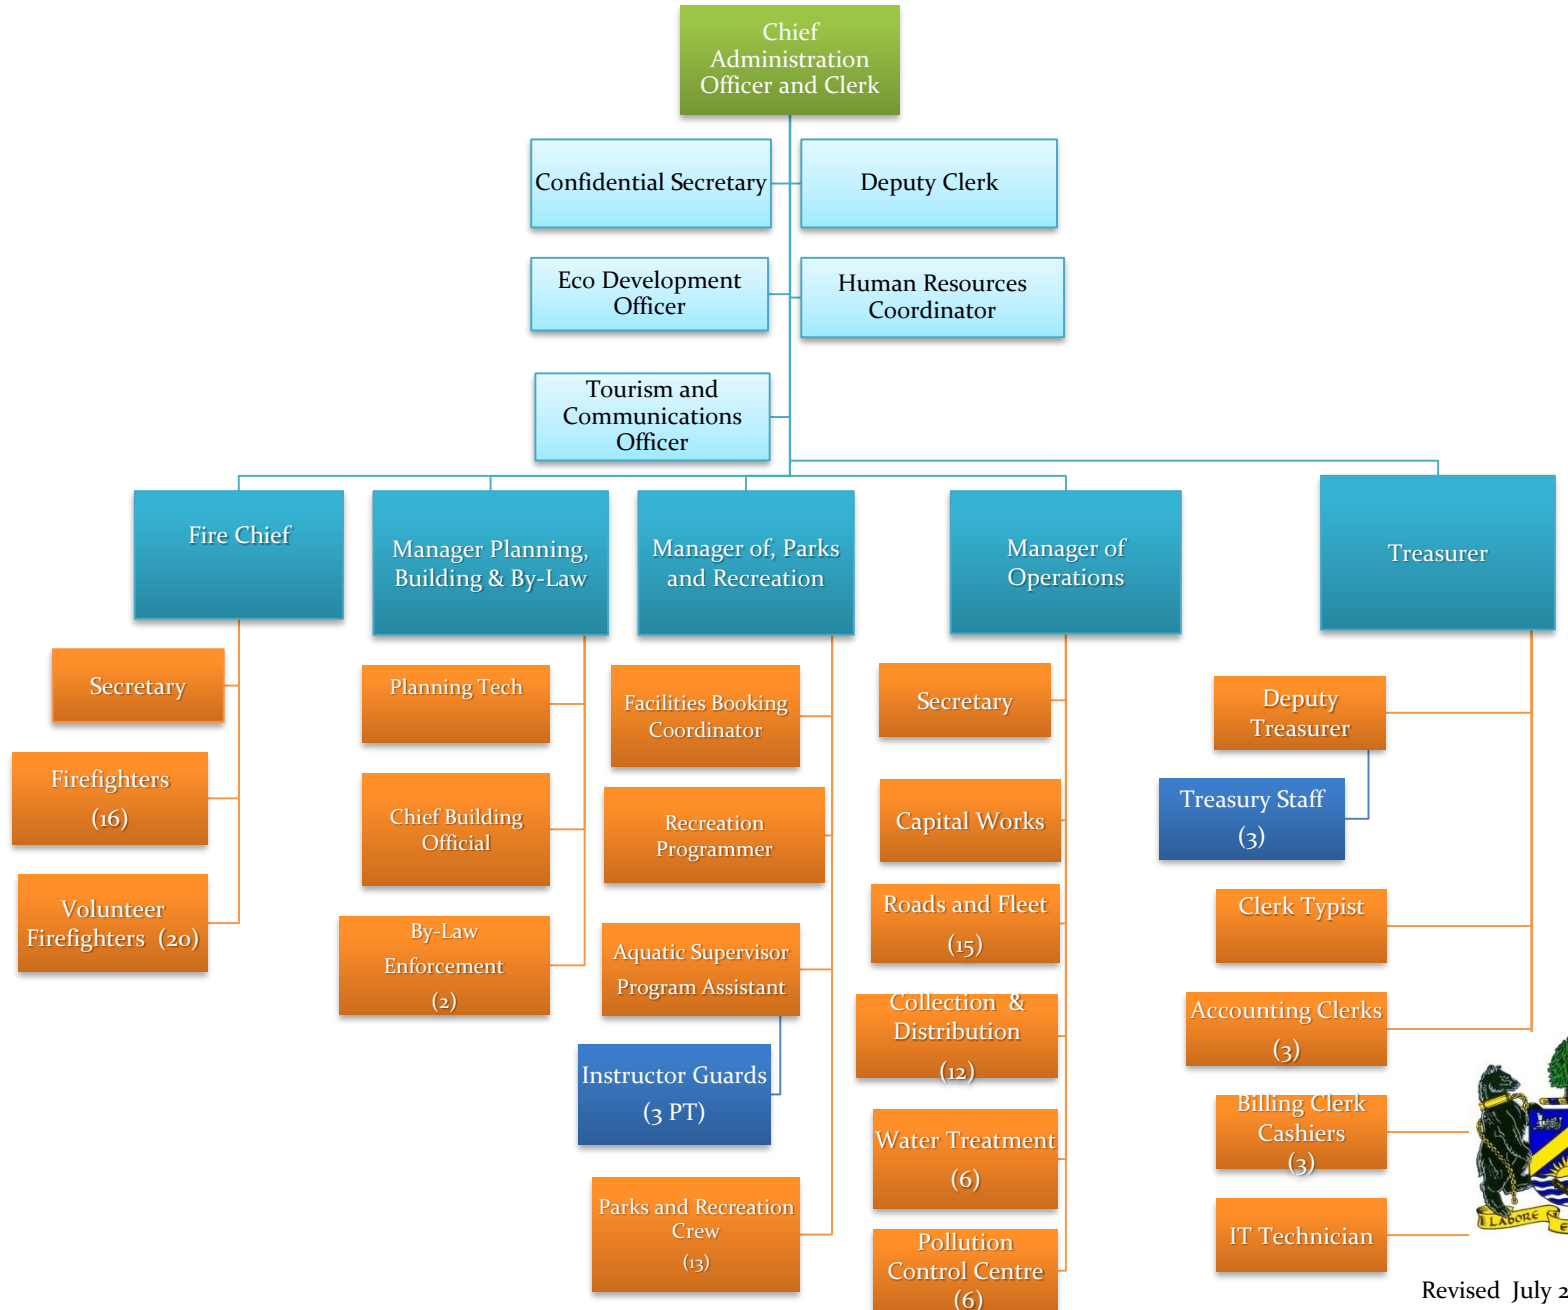 Chief
Administration
Officer and Clerk
Confidential Secretary
Deputy Clerk
Eco Development
Officer
Human Resources
Coordinator
Tourism and
Communications
Officer
Fire Chief
Manager Planning,
Building & By-Law
Manager of, Parks
and Recreation
Manager of
Operations
Treasurer
Secretary
Firefighters
(16)
Volunteer
Firefighters (20)
Planning Tech
Chief Building
Official
By-Law
Enforcement
(2)
Facilities Booking
Coordinator
Recreation
Programmer
Aquatic Supervisor
Program Assistant
Instructor Guards
(3 PT)
Parks and Recreation
Crew
(13)
Secretary
Capital Works
Roads and Fleet
(15)
Collection &
Distribution
(12)
Water Treatment
(6)
Pollution
Control Centre
(6)
Deputy
Treasurer
Treasury Staff
(3)
Clerk Typist
Accounting Clerks
(3)
Billing Clerk
Cashiers
(3)
IT Technician
LABORE E
Revised July 2